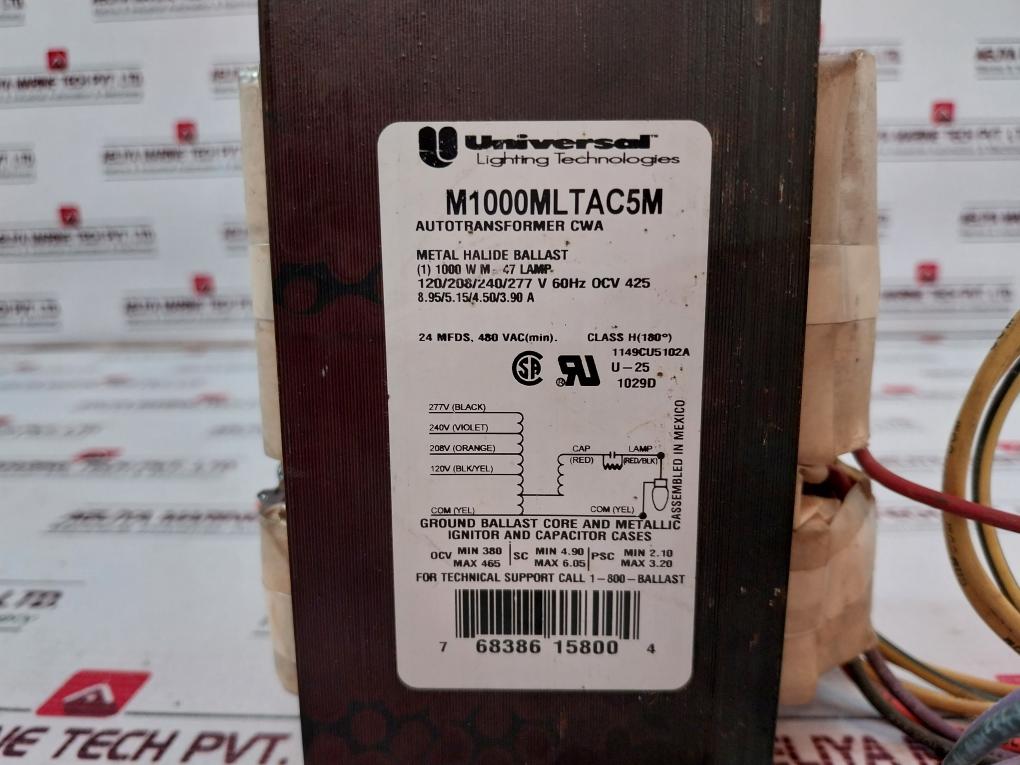 Universal™
Lighting Technologies
M1000MLTAC5M
AUTOTRANSFORMER CWA
METAL HALIDE BALLAST
(1) 1000 W M 47 LAMP
120/208/240/277 V 60Hz OCV 425
8.95/5.15/4.50/3.90 A
24 MFDS, 480 VAC(min). CLASS H(180°)
1149CU5102A
U-25
1029D
277V (BLACK)
240V (VIOLET)
208V (ORANGE)
120V (BLK/YEL)
COM (YEL)
CAP
(RED)
LAMP
(RED/BLK)
COM (YEL)
ASSEMBLED IN MEXICO
GROUND BALLAST CORE AND METALLIC
IGNITOR AND CAPACITOR CASES
OCV MIN 380 SC MIN 4.90 PSC MIN 2.10
MAX 465 MAX 6.05 MAX 3.20
FOR TECHNICAL SUPPORT CALL 1-800-BALLAST
7 68386 15800 4
TECH PVT.